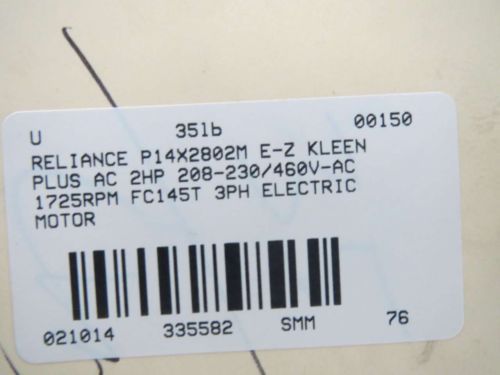 U 35lb 00150
RELIANCE P14X2802M E-Z KLEEN
PLUS AC 2HP 208-230/460V-AC
1725RPM FC145T 3PH ELECTRIC
MOTOR
021014 335582 SMM 76